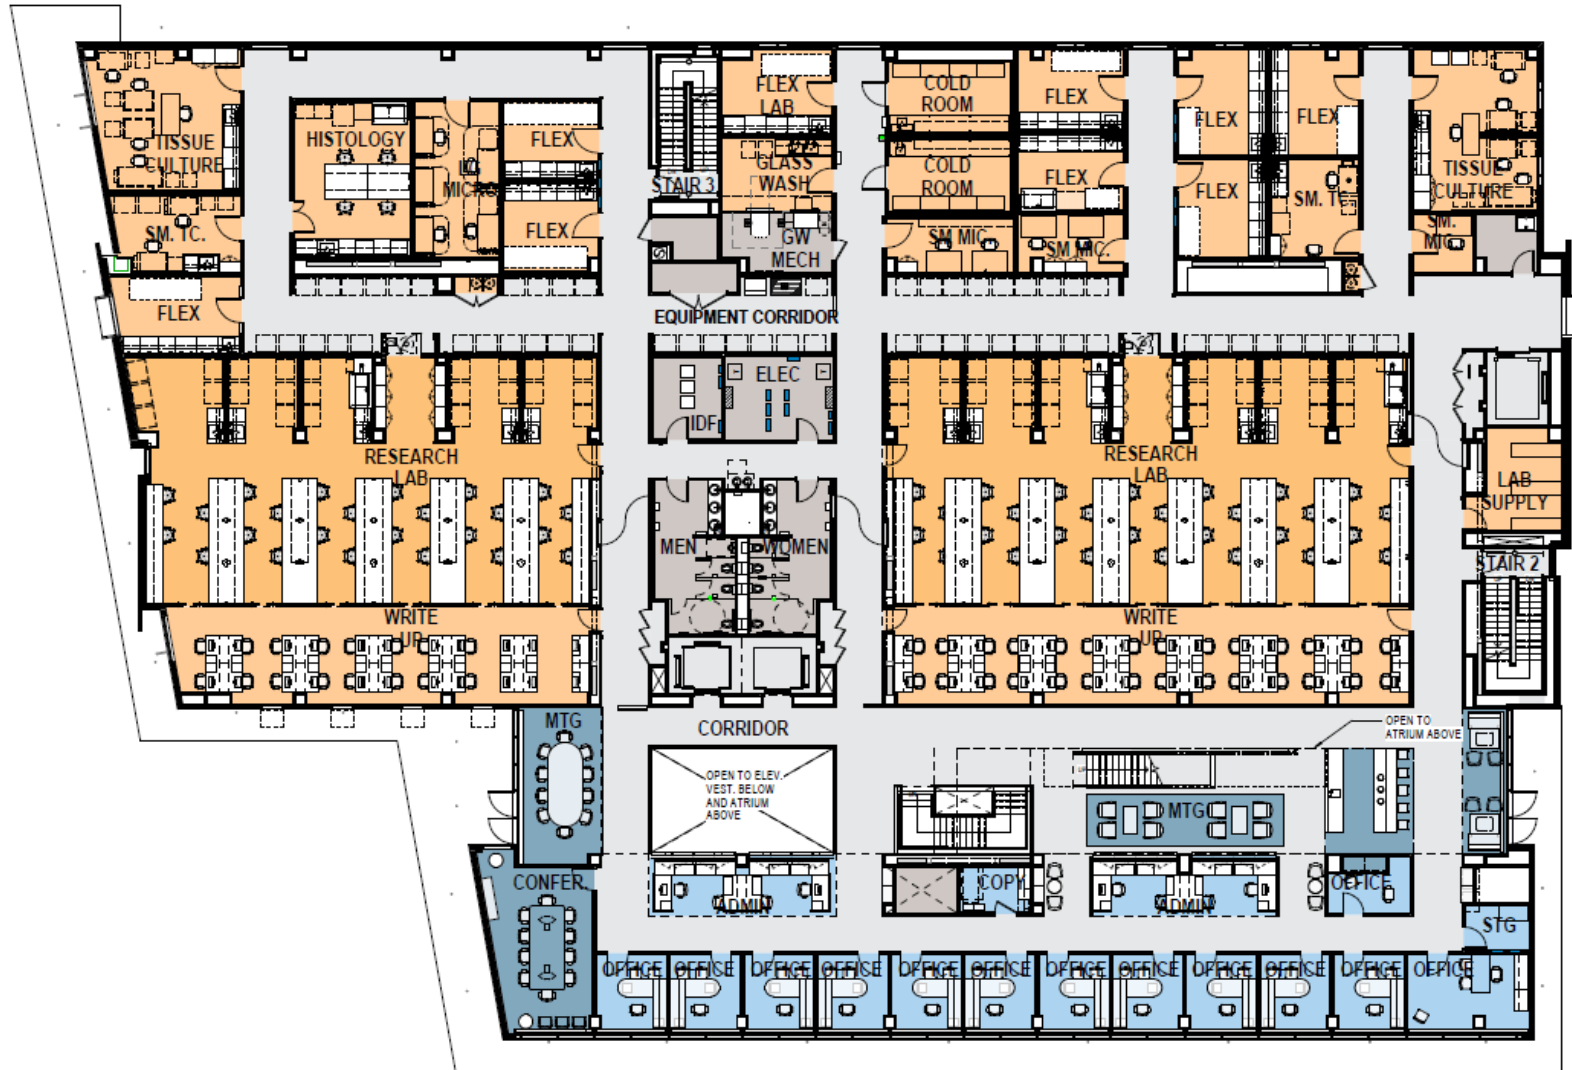 TISSUE
CULTURE
HISTOLOGY
MICRO
FLEX
FLEX
STAIR 3
FLEX
LAB
GLASS
WASH
GW
MECH
COLD
ROOM
COLD
ROOM
FLEX
FLEX
SM MIC.
SM MIC.
FLEX
FLEX
FLEX
SM. TC.
TISSUE
CULTURE
SM.
MIC.
SM. TC.
FLEX
EQUIPMENT CORRIDOR
IDF
ELEC
RESEARCH
LAB
RESEARCH
LAB
LAB
SUPPLY
MEN
WOMEN
STAIR 2
WRITE
UP
WRITE
UP
MTG
CORRIDOR
OPEN TO
ATRIUM ABOVE
OPEN TO ELEV.
VEST. BELOW
AND ATRIUM
ABOVE
MTG
CONFER.
ADMIN
COPY
ADMIN
OFFICE
STG
OFFICE
OFFICE
OFFICE
OFFICE
OFFICE
OFFICE
OFFICE
OFFICE
OFFICE
OFFICE
OFFICE
OFFICE